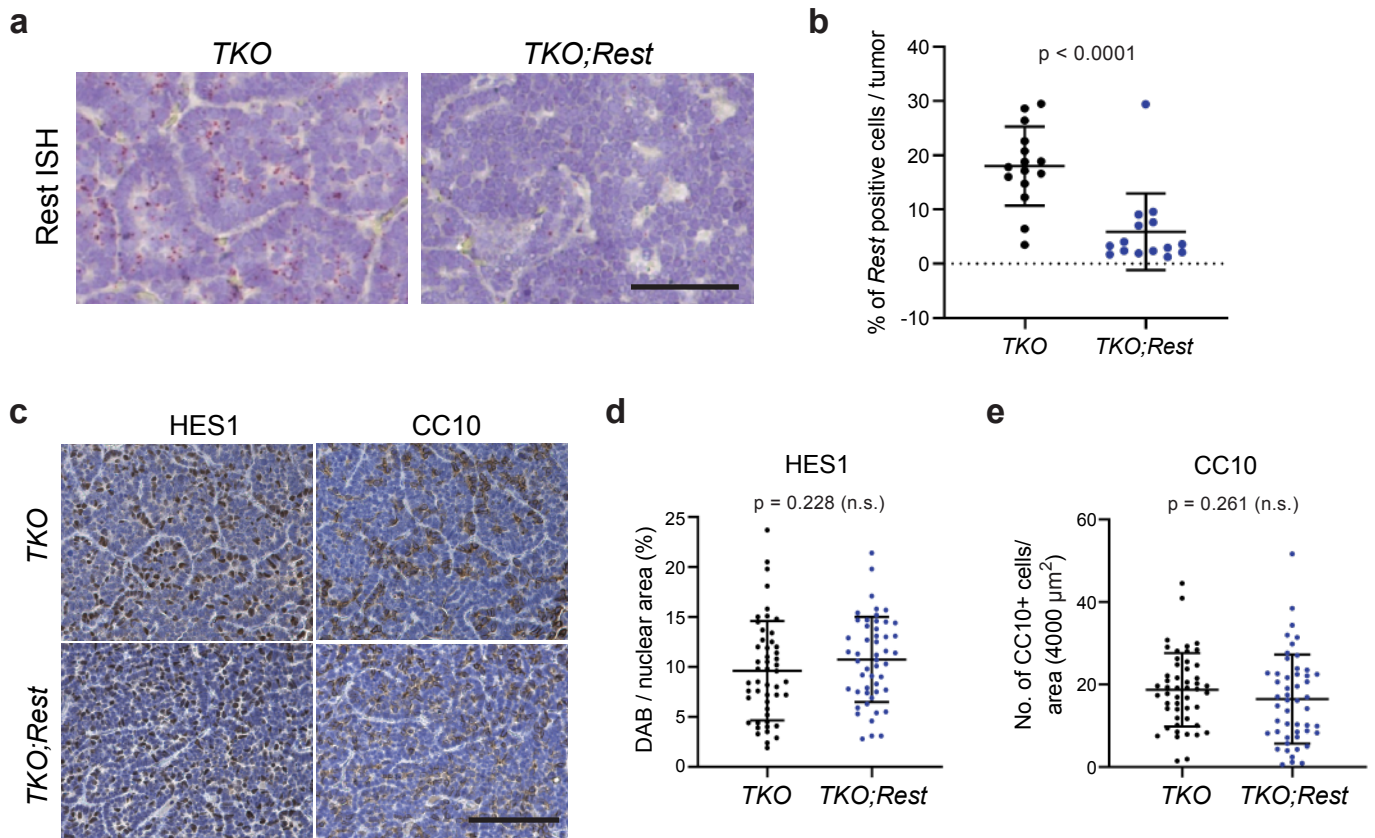 a
TKO
TKO;Rest
Rest ISH
b
p < 0.0001
% of Rest positive cells / tumor
40
30
20
10
0
-10
TKO
TKO;Rest
c
HES1
CC10
TKO
TKO;Rest
d
HES1
p = 0.228 (n.s.)
DAB / nuclear area (%)
25
20
15
10
5
0
TKO
TKO;Rest
e
CC10
p = 0.261 (n.s.)
No. of CC10+ cells/
area (4000 µm²)
60
40
20
0
TKO
TKO;Rest